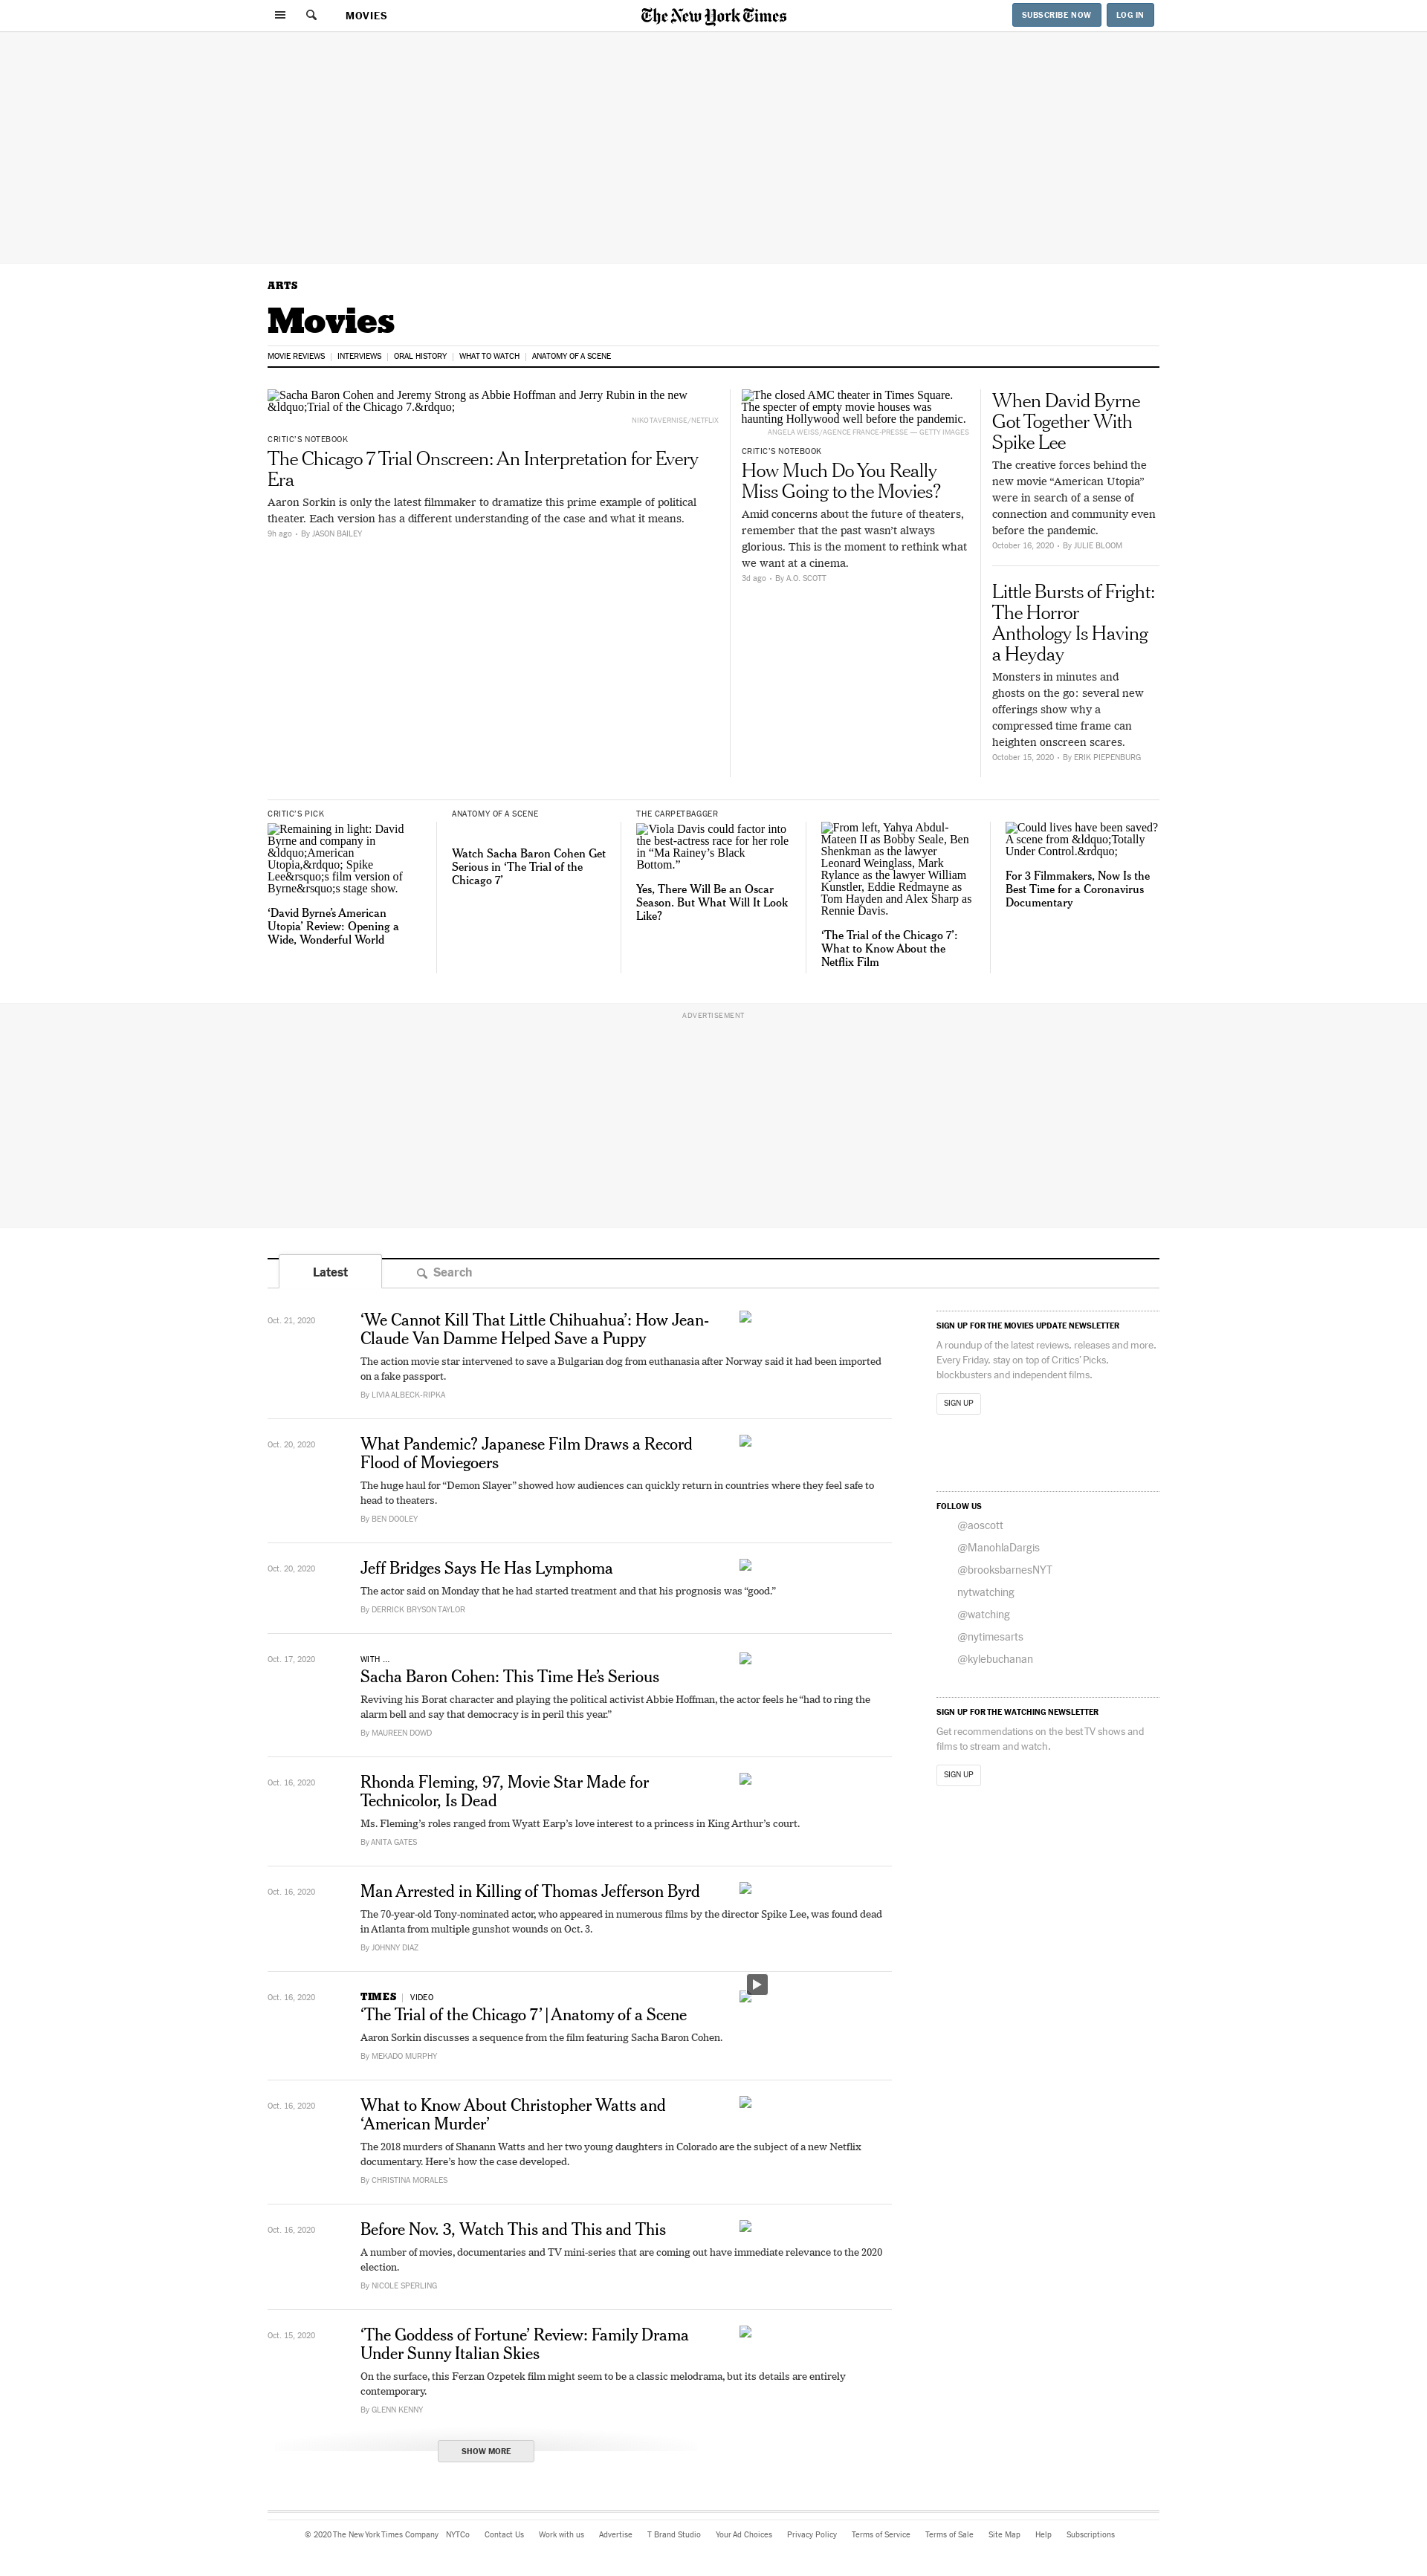 MOVIES
The New York Times
SUBSCRIBE NOW
LOG IN
ARTS
Movies
MOVIE REVIEWS
INTERVIEWS
ORAL HISTORY
WHAT TO WATCH
ANATOMY OF A SCENE
Sacha Baron Cohen and Jeremy Strong as Abbie Hoffman and Jerry Rubin in the new
&ldquo;Trial of the Chicago 7.&rdquo;
NIKO TAVERNISE/NETFLIX
CRITIC'S NOTEBOOK
The Chicago 7 Trial Onscreen: An Interpretation for Every
Era
Aaron Sorkin is only the latest filmmaker to dramatize this prime example of political
theater. Each version has a different understanding of the case and what it means.
9h ago • By JASON BAILEY
The closed AMC theater in Times Square.
The specter of empty movie houses was
haunting Hollywood well before the pandemic.
ANGELA WEISS/AGENCE FRANCE-PRESSE — GETTY IMAGES
CRITIC'S NOTEBOOK
How Much Do You Really
Miss Going to the Movies?
Amid concerns about the future of theaters,
remember that the past wasn't always
glorious. This is the moment to rethink what
we want at a cinema.
3d ago • By A.O. SCOTT
When David Byrne
Got Together With
Spike Lee
The creative forces behind the
new movie “American Utopia”
were in search of a sense of
connection and community even
before the pandemic.
October 16, 2020 • By JULIE BLOOM
Little Bursts of Fright:
The Horror
Anthology Is Having
a Heyday
Monsters in minutes and
ghosts on the go: several new
offerings show why a
compressed time frame can
heighten onscreen scares.
October 15, 2020 • By ERIK PIEPENBURG
CRITIC'S PICK
Remaining in light: David
Byrne and company in
&ldquo;American
Utopia,&rdquo; Spike
Lee&rsquo;s film version of
Byrne&rsquo;s stage show.
‘David Byrne’s American
Utopia’ Review: Opening a
Wide, Wonderful World
ANATOMY OF A SCENE
Watch Sacha Baron Cohen Get
Serious in ‘The Trial of the
Chicago 7’
THE CARPETBAGGER
Viola Davis could factor into
the best-actress race for her role
in “Ma Rainey’s Black
Bottom.”
Yes, There Will Be an Oscar
Season. But What Will It Look
Like?
From left, Yahya Abdul-
Mateen II as Bobby Seale, Ben
Shenkman as the lawyer
Leonard Weinglass, Mark
Rylance as the lawyer William
Kunstler, Eddie Redmayne as
Tom Hayden and Alex Sharp as
Rennie Davis.
‘The Trial of the Chicago 7’:
What to Know About the
Netflix Film
Could lives have been saved?
A scene from &ldquo;Totally
Under Control.&rdquo;
For 3 Filmmakers, Now Is the
Best Time for a Coronavirus
Documentary
ADVERTISEMENT
Latest
Search
Oct. 21, 2020
‘We Cannot Kill That Little Chihuahua’: How Jean-
Claude Van Damme Helped Save a Puppy
The action movie star intervened to save a Bulgarian dog from euthanasia after Norway said it had been imported
on a fake passport.
By LIVIA ALBECK-RIPKA
Oct. 20, 2020
What Pandemic? Japanese Film Draws a Record
Flood of Moviegoers
The huge haul for “Demon Slayer” showed how audiences can quickly return in countries where they feel safe to
head to theaters.
By BEN DOOLEY
Oct. 20, 2020
Jeff Bridges Says He Has Lymphoma
The actor said on Monday that he had started treatment and that his prognosis was “good.”
By DERRICK BRYSON TAYLOR
Oct. 17, 2020
WITH ...
Sacha Baron Cohen: This Time He’s Serious
Reviving his Borat character and playing the political activist Abbie Hoffman, the actor feels he “had to ring the
alarm bell and say that democracy is in peril this year.”
By MAUREEN DOWD
Oct. 16, 2020
Rhonda Fleming, 97, Movie Star Made for
Technicolor, Is Dead
Ms. Fleming’s roles ranged from Wyatt Earp’s love interest to a princess in King Arthur’s court.
By ANITA GATES
Oct. 16, 2020
Man Arrested in Killing of Thomas Jefferson Byrd
The 70-year-old Tony-nominated actor, who appeared in numerous films by the director Spike Lee, was found dead
in Atlanta from multiple gunshot wounds on Oct. 3.
By JOHNNY DIAZ
Oct. 16, 2020
TIMES | VIDEO
‘The Trial of the Chicago 7’ | Anatomy of a Scene
Aaron Sorkin discusses a sequence from the film featuring Sacha Baron Cohen.
By MEKADO MURPHY
Oct. 16, 2020
What to Know About Christopher Watts and
‘American Murder’
The 2018 murders of Shanann Watts and her two young daughters in Colorado are the subject of a new Netflix
documentary. Here’s how the case developed.
By CHRISTINA MORALES
Oct. 16, 2020
Before Nov. 3, Watch This and This and This
A number of movies, documentaries and TV mini-series that are coming out have immediate relevance to the 2020
election.
By NICOLE SPERLING
Oct. 15, 2020
‘The Goddess of Fortune’ Review: Family Drama
Under Sunny Italian Skies
On the surface, this Ferzan Ozpetek film might seem to be a classic melodrama, but its details are entirely
contemporary.
By GLENN KENNY
SHOW MORE
SIGN UP FOR THE MOVIES UPDATE NEWSLETTER
A roundup of the latest reviews, releases and more.
Every Friday, stay on top of Critics’ Picks,
blockbusters and independent films.
SIGN UP
FOLLOW US
@aoscott
@ManohlaDargis
@brooksbarnesNYT
nytwatching
@watching
@nytimesarts
@kylebuchanan
SIGN UP FOR THE WATCHING NEWSLETTER
Get recommendations on the best TV shows and
films to stream and watch.
SIGN UP
© 2020 The New York Times Company NYTCo Contact Us Work with us Advertise T Brand Studio Your Ad Choices Privacy Policy Terms of Service Terms of Sale Site Map Help Subscriptions